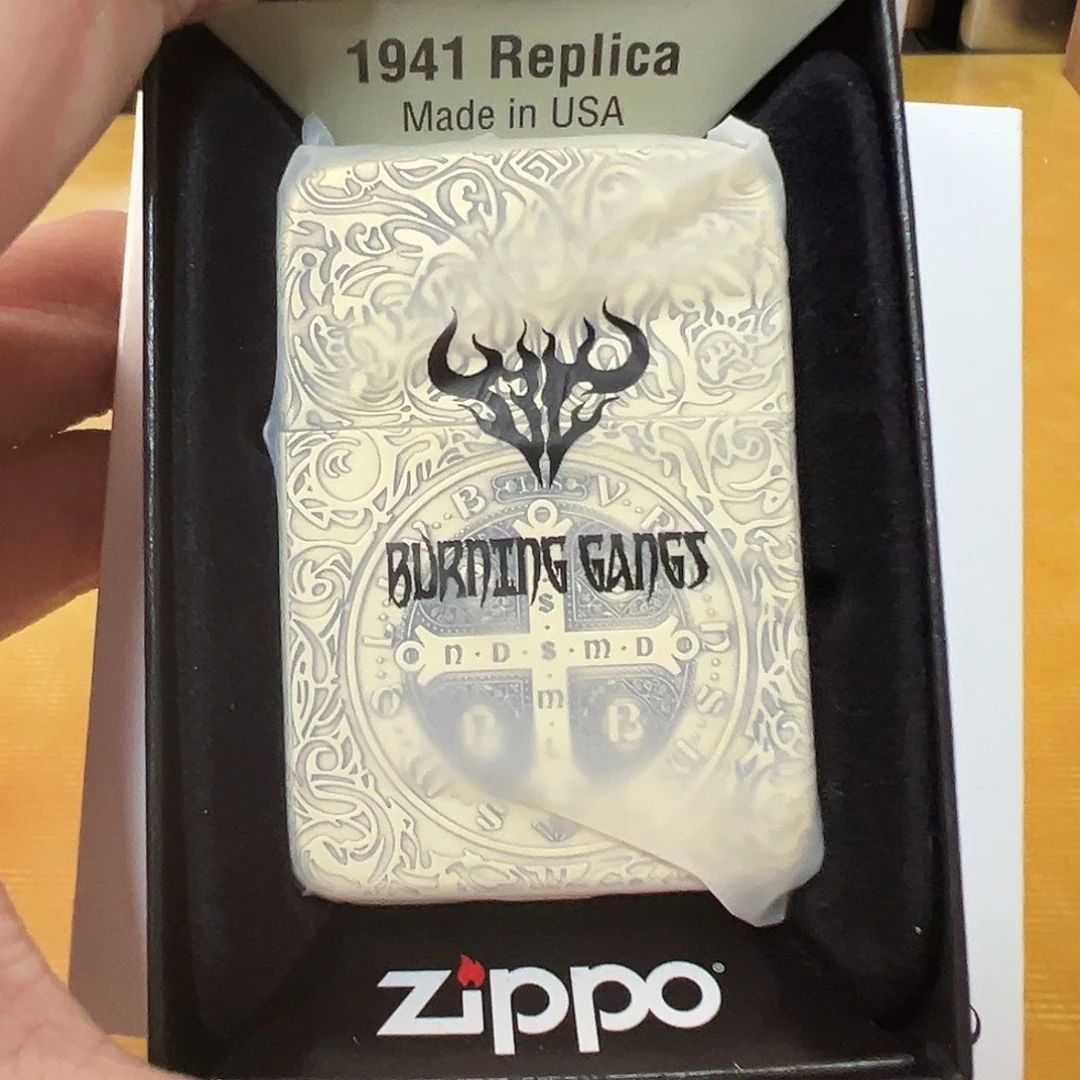 1941 Replica
Made in USA
B V R
BURNING GANGS
S
N · D · S · M · D
M
L
B
S
zippo